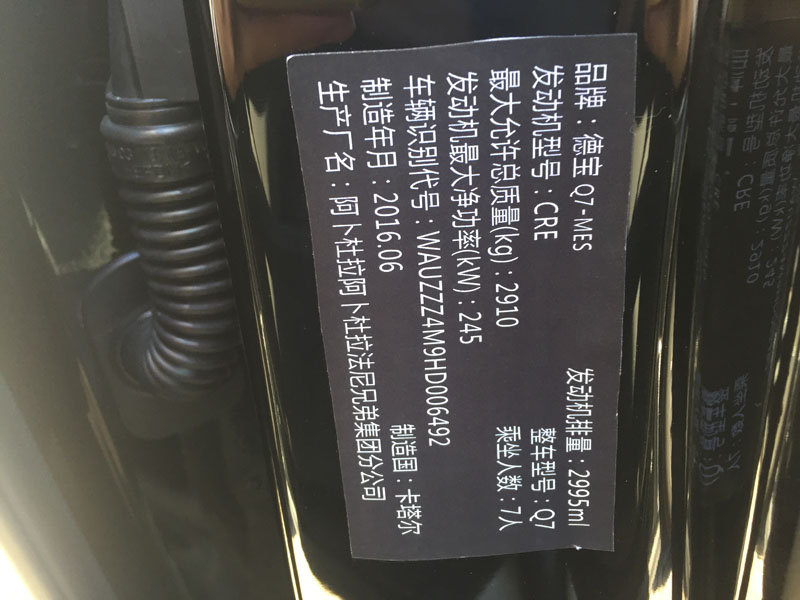 品牌：德宝 Q7-MES
发动机型号：CRE 发动机排量：2995ml
最大允许总质量(kg)：2910 整车型号：Q7
发动机最大净功率(kW)：245 乘坐人数：7人
车辆识别代号：WAUZZZ4M9HD006492
制造年月：2016.06 制造国：卡塔尔
生产厂名：阿卜杜拉阿卜杜拉法尼兄弟集团分公司